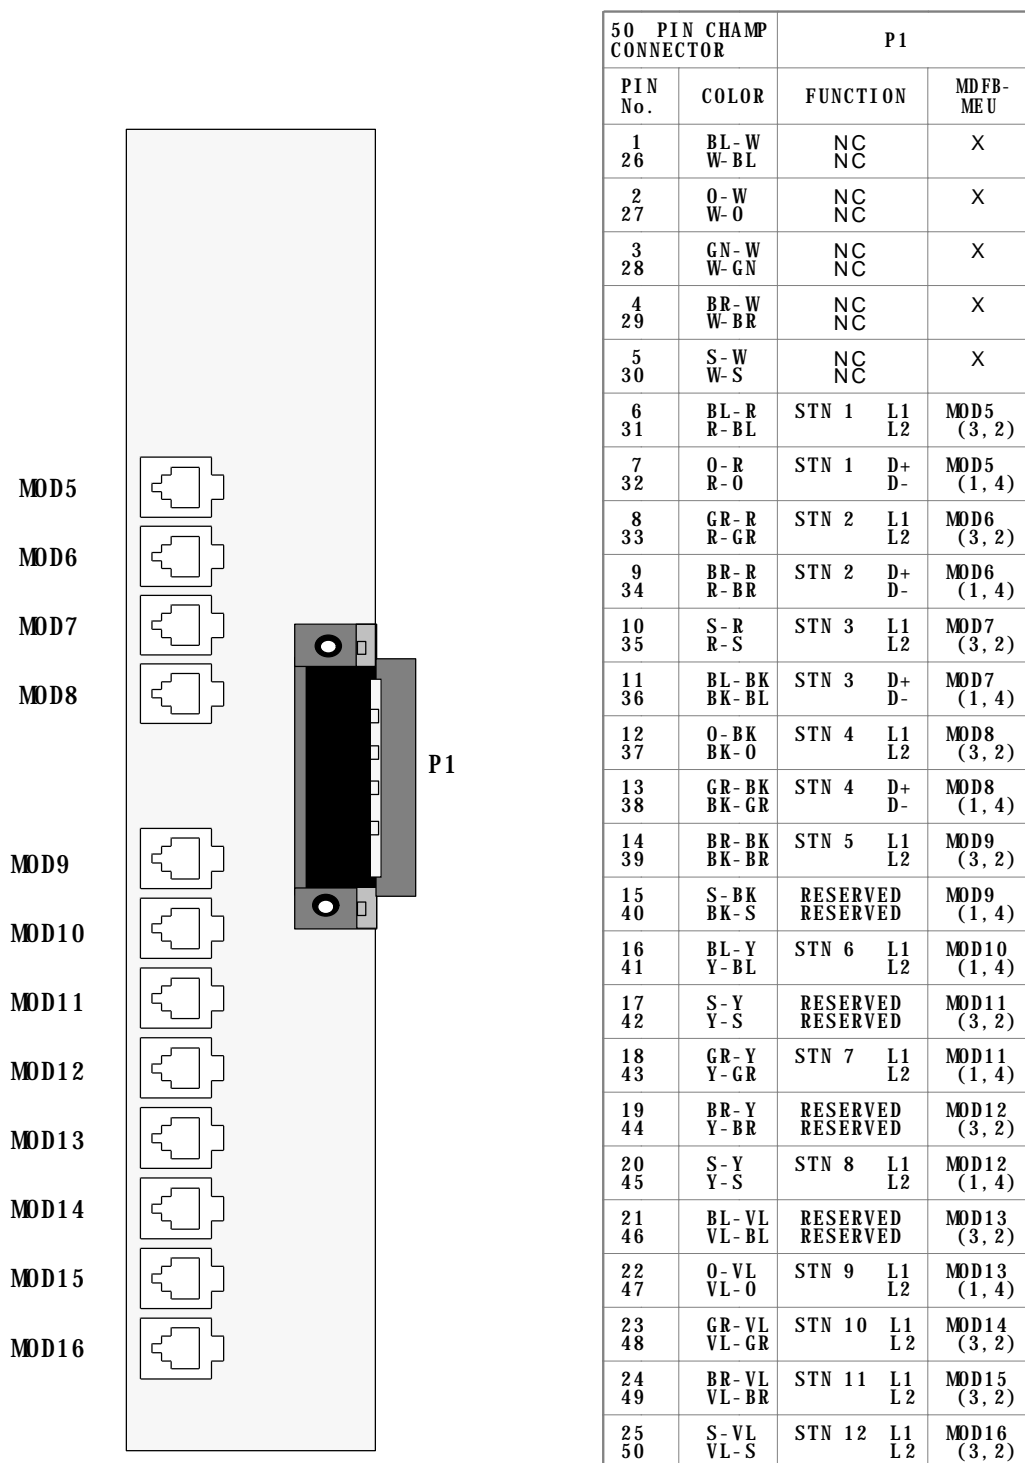 MOD5
MOD6
MOD7
MOD8
P1
MOD9
MOD10
MOD11
MOD12
MOD13
MOD14
MOD15
MOD16
50 PIN CHAMP P1
CONNECTOR
PIN COLOR FUNCTION MDFB-
No. MEU
1 BL-W NC X
26 W-BL NC
2 O-W NC X
27 W-O NC
3 GN-W NC X
28 W-GN NC
4 BR-W NC X
29 W-BR NC
5 S-W NC X
30 W-S NC
6 BL-R STN 1 L1 MOD5
31 R-BL L2 (3,2)
7 O-R STN 1 D+ MOD5
32 R-O D- (1,4)
8 GR-R STN 2 L1 MOD6
33 R-GR L2 (3,2)
9 BR-R STN 2 D+ MOD6
34 R-BR D- (1,4)
10 S-R STN 3 L1 MOD7
35 R-S L2 (3,2)
11 BL-BK STN 3 D+ MOD7
36 BK-BL D- (1,4)
12 O-BK STN 4 L1 MOD8
37 BK-O L2 (3,2)
13 GR-BK STN 4 D+ MOD8
38 BK-GR D- (1,4)
14 BR-BK STN 5 L1 MOD9
39 BK-BR L2 (3,2)
15 S-BK RESERVED MOD9
40 BK-S RESERVED (1,4)
16 BL-Y STN 6 L1 MOD10
41 Y-BL L2 (1,4)
17 S-Y RESERVED MOD11
42 Y-S RESERVED (3,2)
18 GR-Y STN 7 L1 MOD11
43 Y-GR L2 (1,4)
19 BR-Y RESERVED MOD12
44 Y-BR RESERVED (3,2)
20 S-Y STN 8 L1 MOD12
45 Y-S L2 (1,4)
21 BL-VL RESERVED MOD13
46 VL-BL RESERVED (3,2)
22 O-VL STN 9 L1 MOD13
47 VL-O L2 (1,4)
23 GR-VL STN 10 L1 MOD14
48 VL-GR L2 (3,2)
24 BR-VL STN 11 L1 MOD15
49 VL-BR L2 (3,2)
25 S-VL STN 12 L1 MOD16
50 VL-S L2 (3,2)